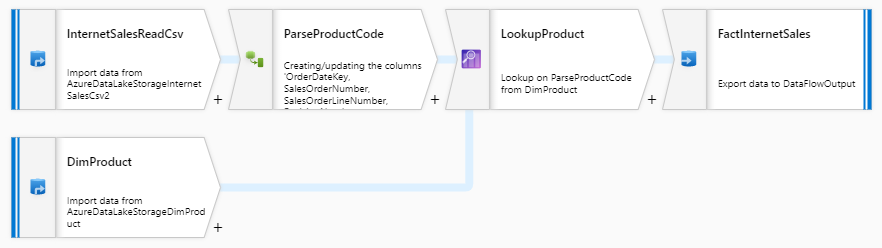 InternetSalesReadCsv
Import data from
AzureDataLakeStorageInternet
SalesCsv2
+
ParseProductCode
Creating/updating the columns
'OrderDateKey,
SalesOrderNumber,
SalesOrderLineNumber,
+
LookupProduct
Lookup on ParseProductCode
from DimProduct
+
FactInternetSales
Export data to DataFlowOutput
DimProduct
Import data from
AzureDataLakeStorageDimProd
uct
+